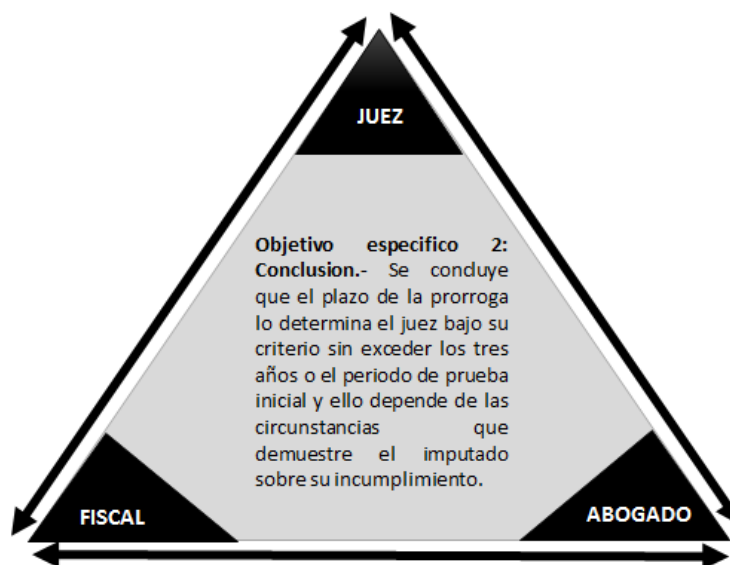 JUEZ
Objetivo especifico 2:
Conclusion.- Se concluye
que el plazo de la prorroga
lo determina el juez bajo su
criterio sin exceder los tres
años o el periodo de prueba
inicial y ello depende de las
circunstancias que
demuestre el imputado
sobre su incumplimiento.
FISCAL
ABOGADO